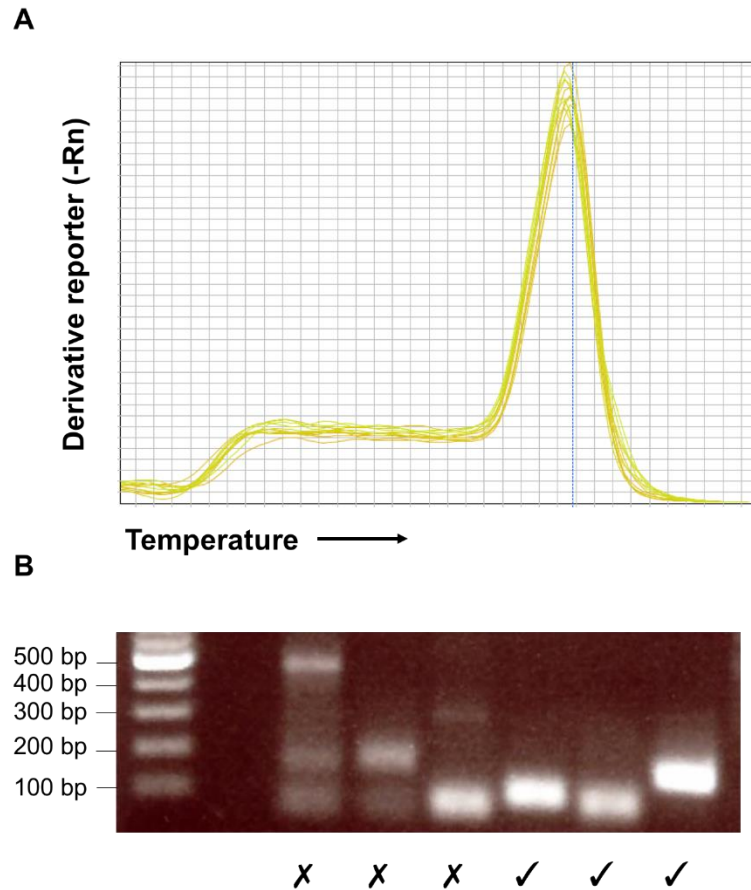 A
Derivative reporter (-Rn)
Temperature
B
500 bp
400 bp
300 bp
200 bp
100 bp
✗ ✗ ✗ ✓ ✓ ✓